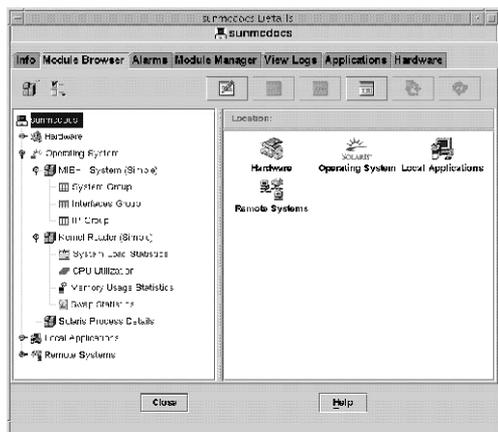 sunmcdocs Details
sunmcdocs
Info Module Browser Alarms Module Manager View Logs Applications Hardware
sunmcdocs
Hardware
Operating System
System (Simple)
System Group
Interfaces Group
IP Group
Kernel Reader (Simple)
System Load Statistics
CPU Utilization
Memory Usage Statistics
Swap Statistics
Solaris Process Details
Local Applications
Remote Systems
Location:
SOLARIS
Hardware Operating System Local Applications
Remote Systems
Close Help